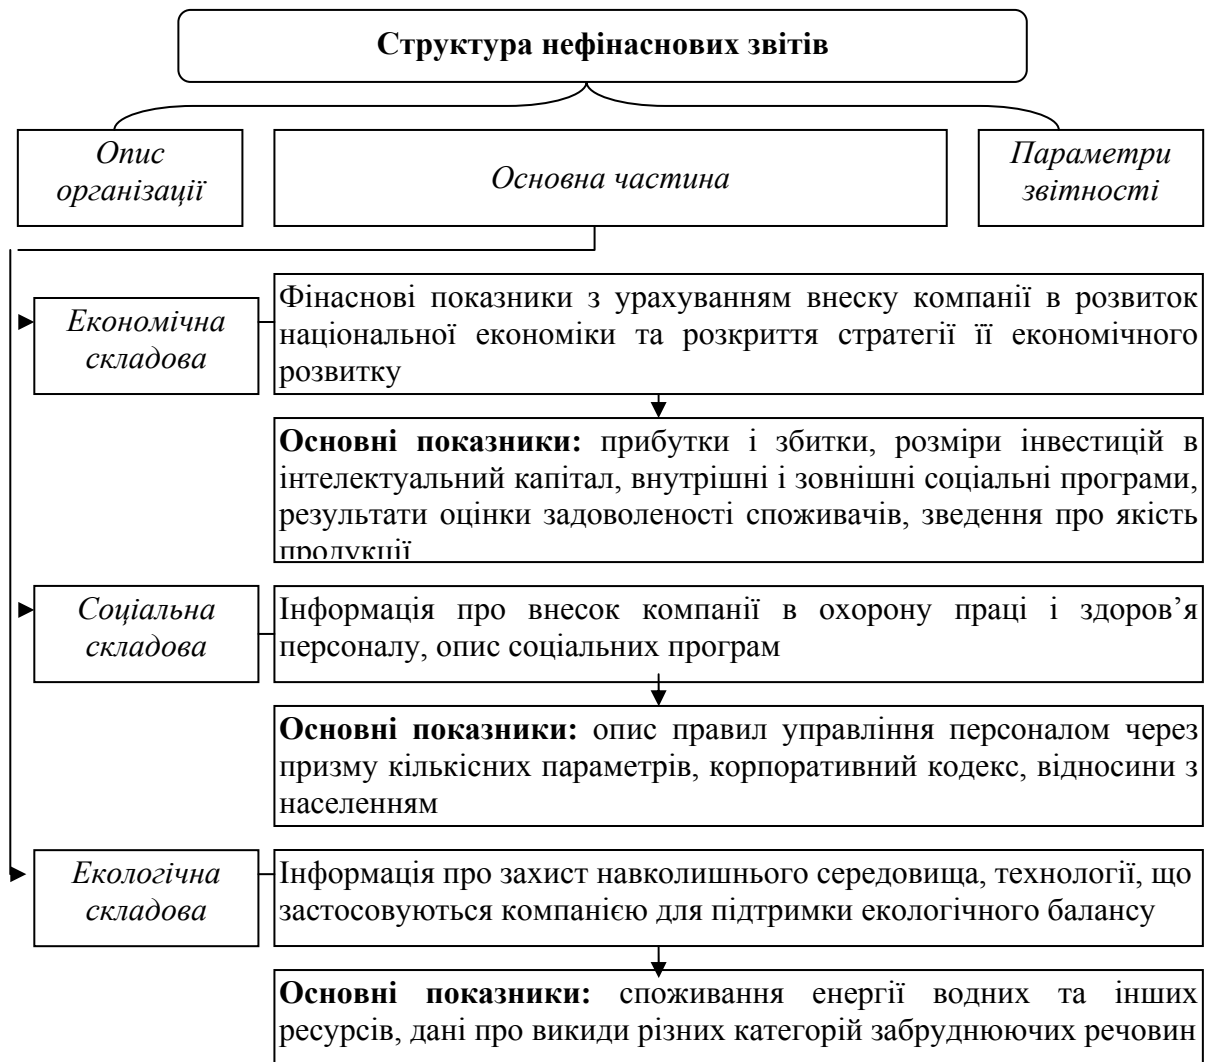 Структура нефінаснових звітів
Опис
організації
Основна частина
Параметри
звітності
Економічна
складова
Фінаснові показники з урахуванням внеску компанії в розвиток
національної економіки та розкриття стратегії її економічного
розвитку
Основні показники: прибутки і збитки, розміри інвестицій в
інтелектуальний капітал, внутрішні і зовнішні соціальні програми,
результати оцінки задоволеності споживачів, зведення про якість
продукції
Соціальна
складова
Інформація про внесок компанії в охорону праці і здоров’я
персоналу, опис соціальних програм
Основні показники: опис правил управління персоналом через
призму кількісних параметрів, корпоративний кодекс, відносини з
населенням
Екологічна
складова
Інформація про захист навколишнього середовища, технології, що
застосовуються компанією для підтримки екологічного балансу
Основні показники: споживання енергії водних та інших
ресурсів, дані про викиди різних категорій забруднюючих речовин